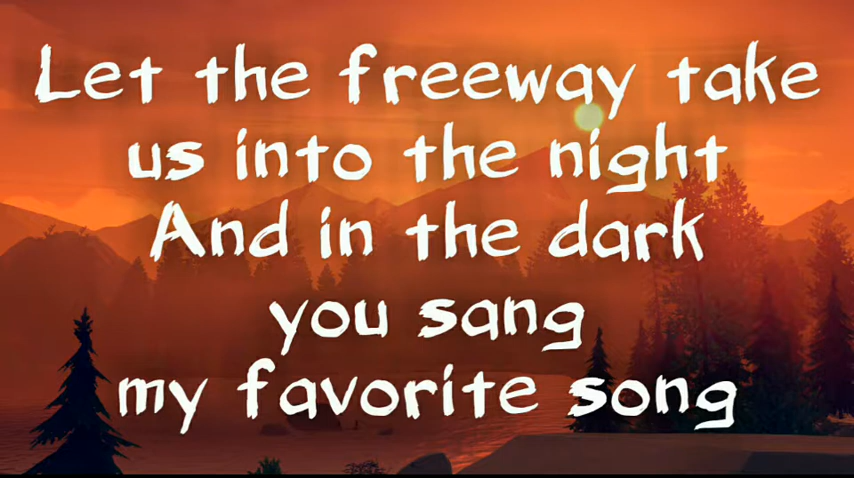 Let the freeway take
us into the night
And in the dark
you sang
my favorite song